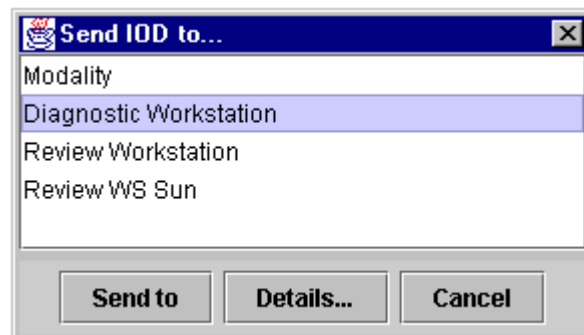 Send IOD to...
Modality
Diagnostic Workstation
Review Workstation
Review WS Sun
Send to Details... Cancel